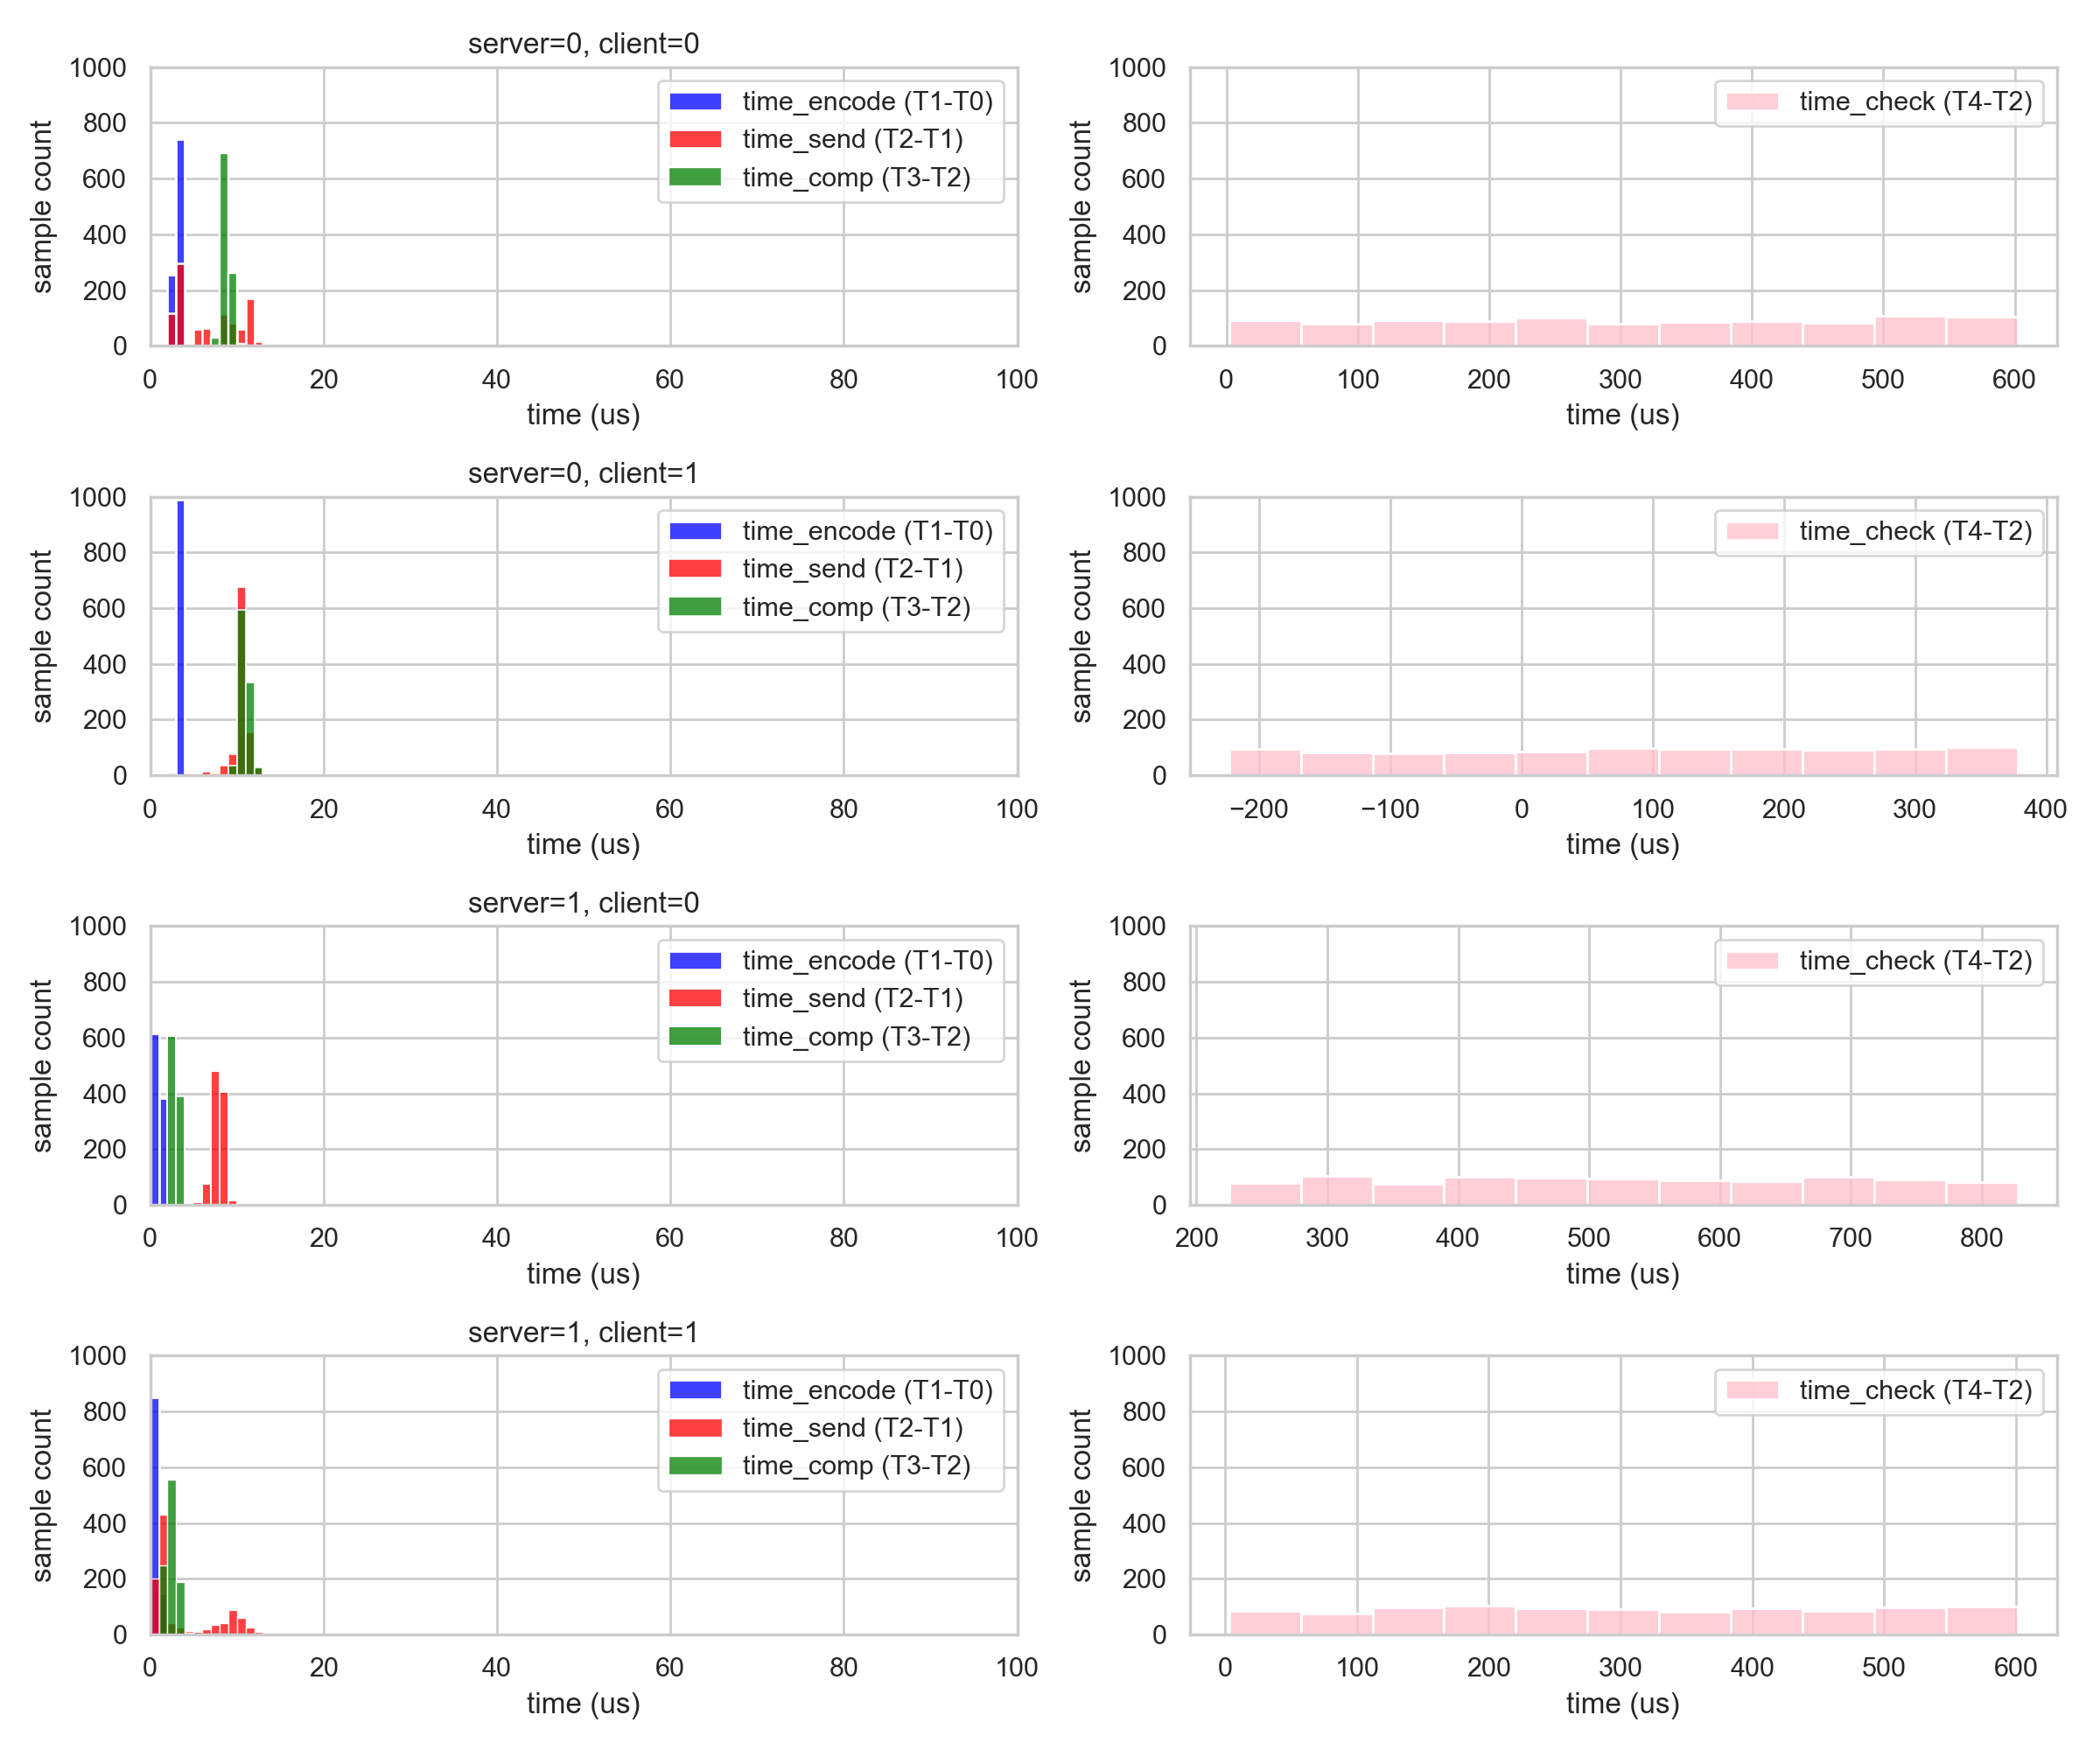 server=0, client=0
1000
800
600
400
200
0
sample count
time_encode (T1-T0)
time_send (T2-T1)
time_comp (T3-T2)
0 20 40 60 80 100
time (us)
1000
800
600
400
200
0
sample count
time_check (T4-T2)
0 100 200 300 400 500 600
time (us)
server=0, client=1
1000
800
600
400
200
0
sample count
time_encode (T1-T0)
time_send (T2-T1)
time_comp (T3-T2)
0 20 40 60 80 100
time (us)
1000
800
600
400
200
0
sample count
time_check (T4-T2)
−200 −100 0 100 200 300 400
time (us)
server=1, client=0
1000
800
600
400
200
0
sample count
time_encode (T1-T0)
time_send (T2-T1)
time_comp (T3-T2)
0 20 40 60 80 100
time (us)
1000
800
600
400
200
0
sample count
time_check (T4-T2)
200 300 400 500 600 700 800
time (us)
server=1, client=1
1000
800
600
400
200
0
sample count
time_encode (T1-T0)
time_send (T2-T1)
time_comp (T3-T2)
0 20 40 60 80 100
time (us)
1000
800
600
400
200
0
sample count
time_check (T4-T2)
0 100 200 300 400 500 600
time (us)